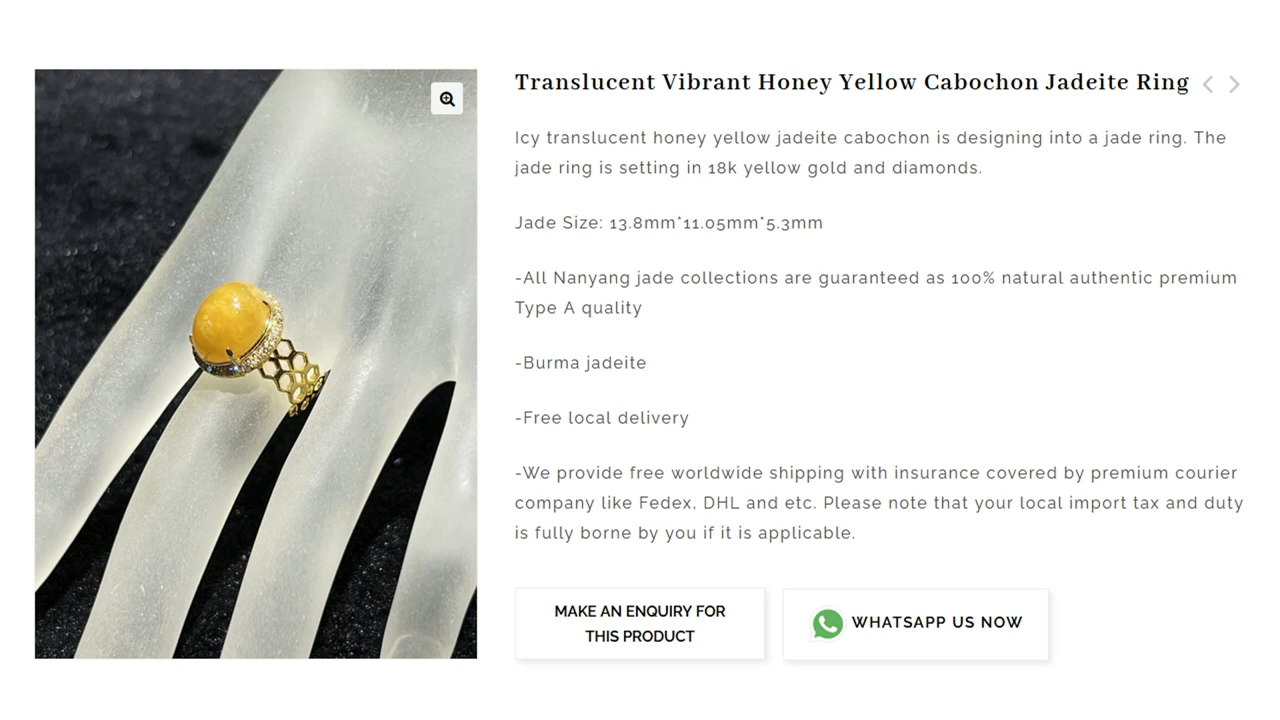 Translucent Vibrant Honey Yellow Cabochon Jadeite Ring
Icy translucent honey yellow jadeite cabochon is designing into a jade ring. The
jade ring is setting in 18k yellow gold and diamonds.
Jade Size: 13.8mm*11.05mm*5.3mm
-All Nanyang jade collections are guaranteed as 100% natural authentic premium
Type A quality
-Burma jadeite
-Free local delivery
-We provide free worldwide shipping with insurance covered by premium courier
company like Fedex, DHL and etc. Please note that your local import tax and duty
is fully borne by you if it is applicable.
MAKE AN ENQUIRY FOR
THIS PRODUCT
WHATSAPP US NOW